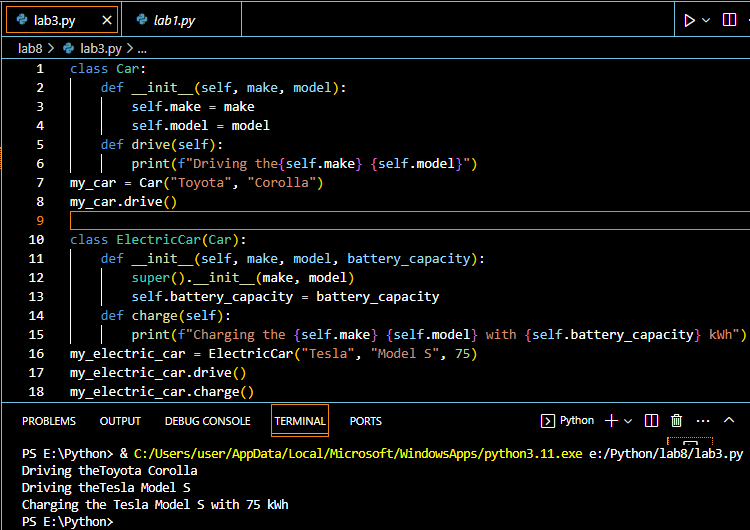 lab3.py × lab1.py
lab8 > lab3.py > ...
1 class Car:
2     def __init__(self, make, model):
3         self.make = make
4         self.model = model
5     def drive(self):
6         print(f"Driving the{self.make} {self.model}")
7 my_car = Car("Toyota", "Corolla")
8 my_car.drive()
9
10 class ElectricCar(Car):
11     def __init__(self, make, model, battery_capacity):
12         super().__init__(make, model)
13         self.battery_capacity = battery_capacity
14     def charge(self):
15         print(f"Charging the {self.make} {self.model} with {self.battery_capacity} kWh")
16 my_electric_car = ElectricCar("Tesla", "Model S", 75)
17 my_electric_car.drive()
18 my_electric_car.charge()
PROBLEMS OUTPUT DEBUG CONSOLE TERMINAL PORTS Python
PS E:\Python> & C:/Users/user/AppData/Local/Microsoft/WindowsApps/python3.11.exe e:/Python/lab8/lab3.py
Driving theToyota Corolla
Driving theTesla Model S
Charging the Tesla Model S with 75 kWh
PS E:\Python>